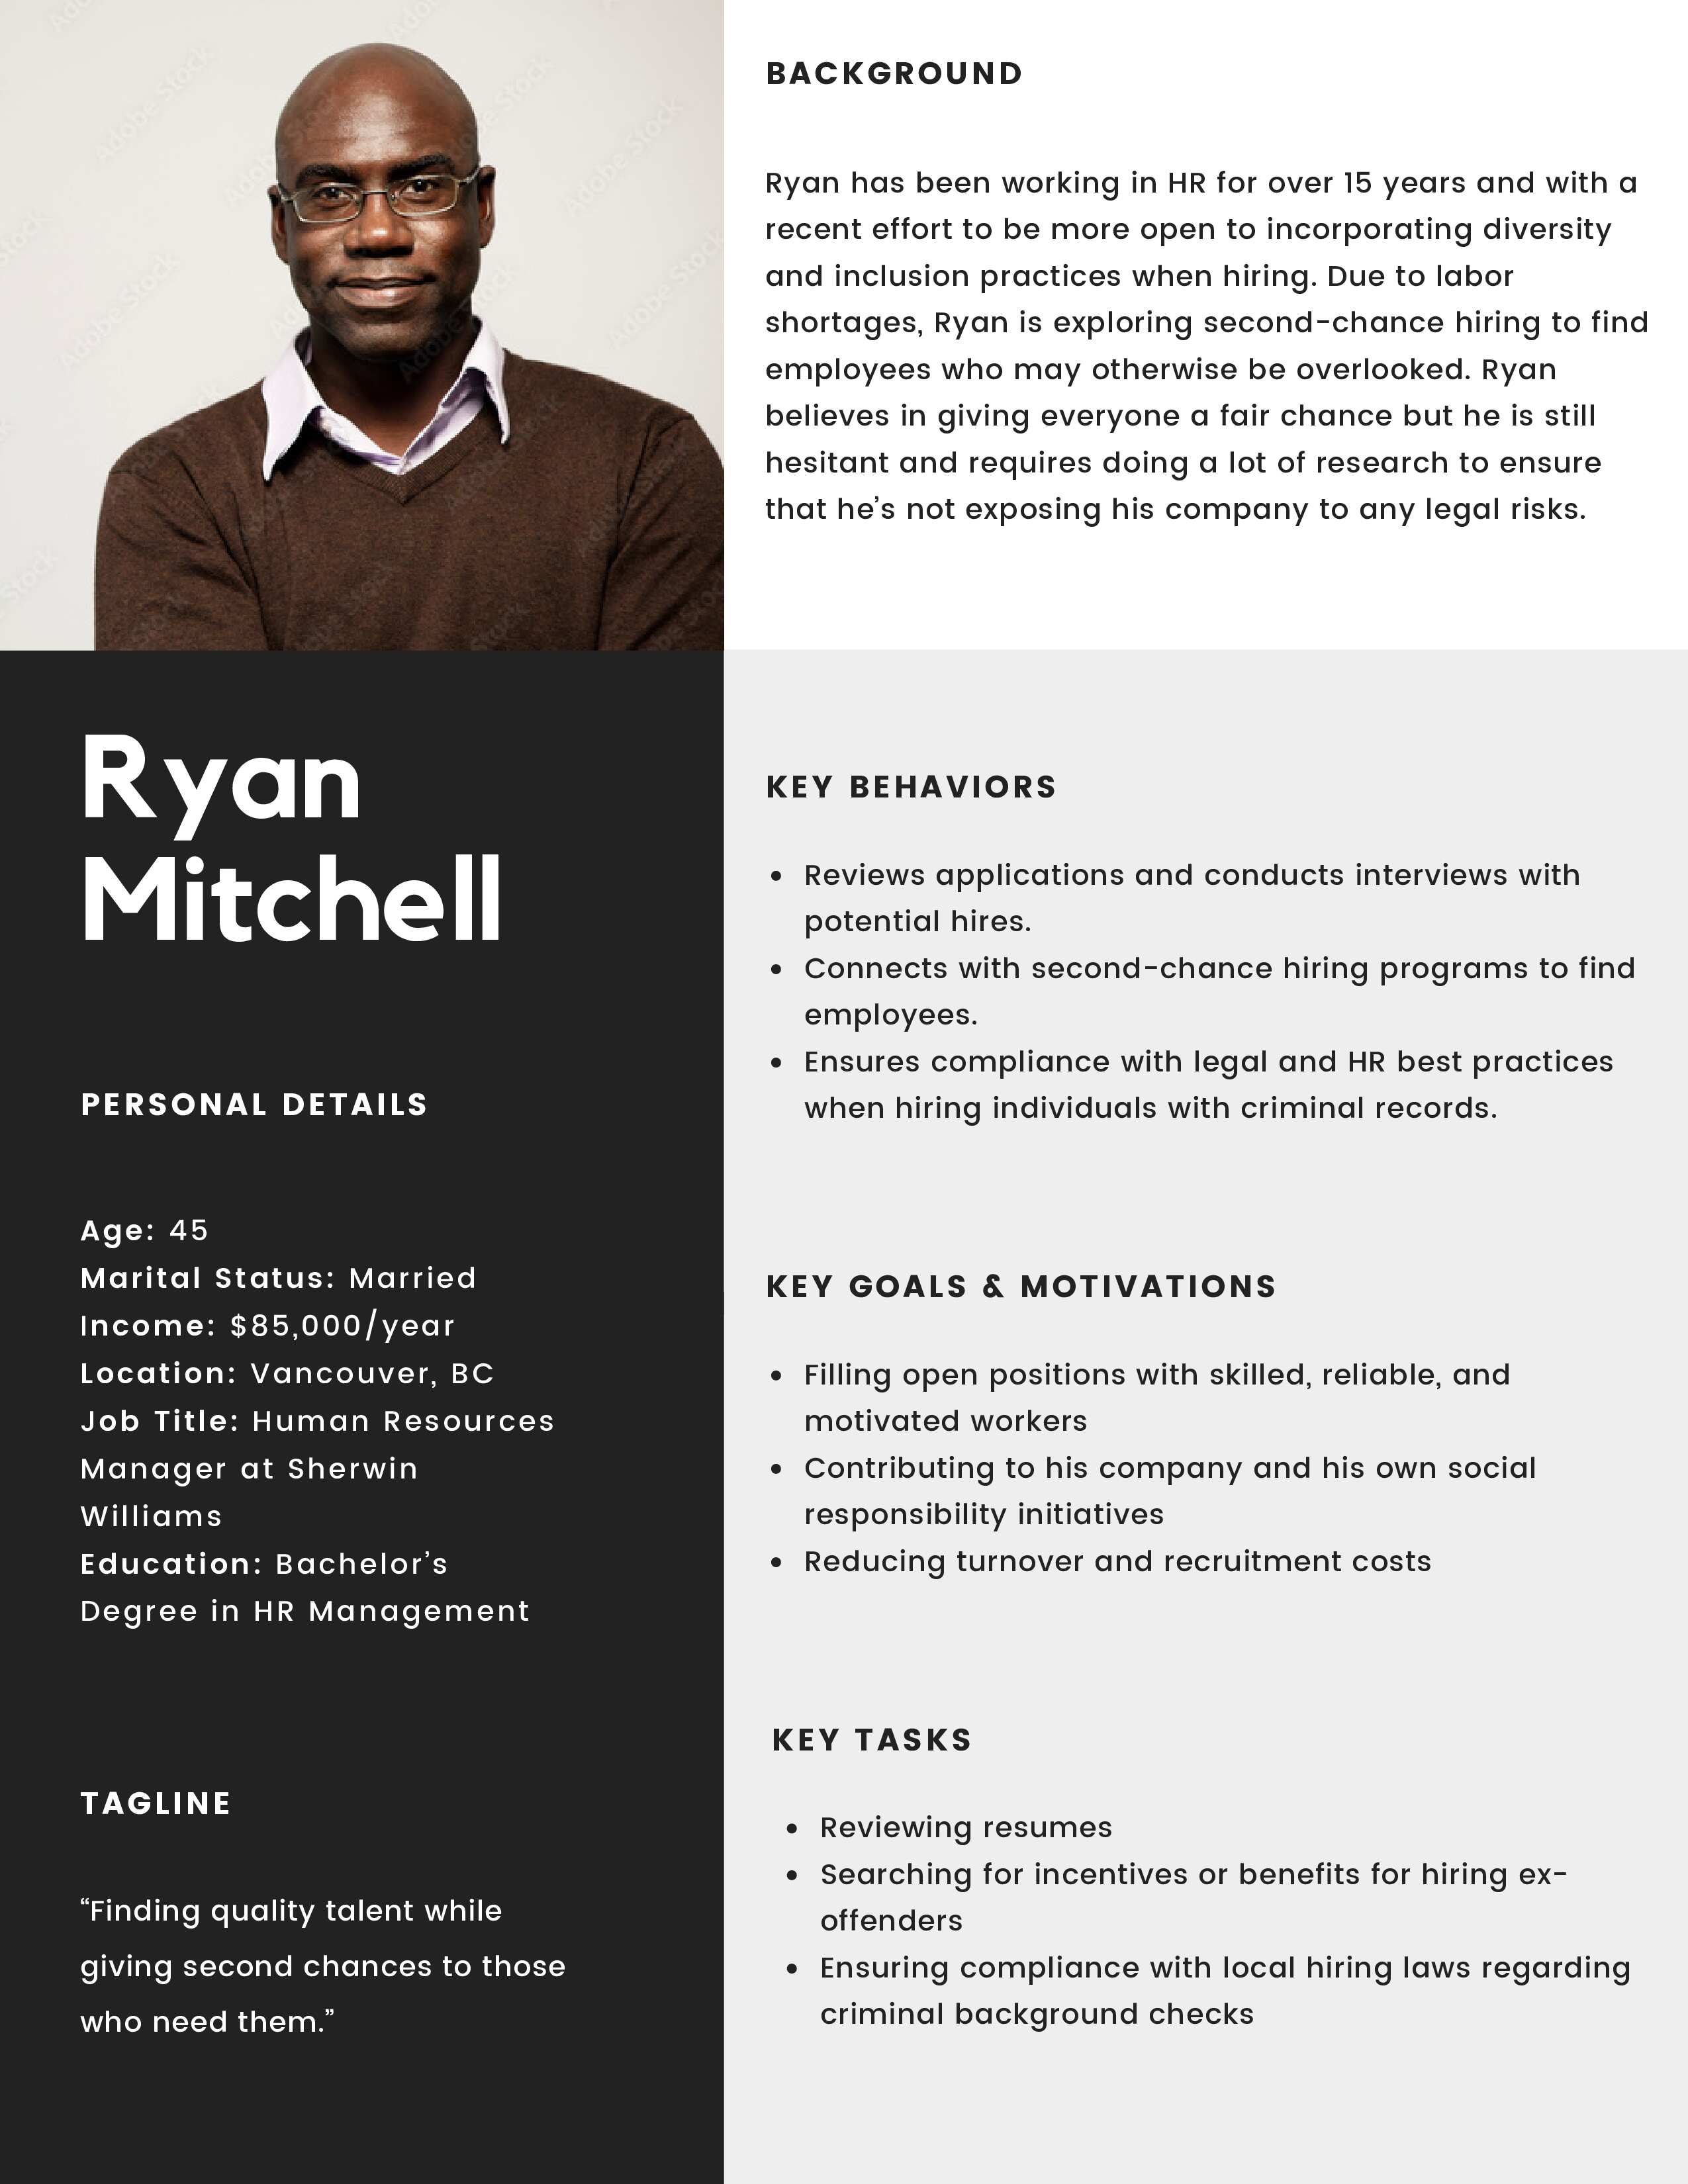 BACKGROUND
Ryan has been working in HR for over 15 years and with a
recent effort to be more open to incorporating diversity
and inclusion practices when hiring. Due to labor
shortages, Ryan is exploring second-chance hiring to find
employees who may otherwise be overlooked. Ryan
believes in giving everyone a fair chance but he is still
hesitant and requires doing a lot of research to ensure
that he’s not exposing his company to any legal risks.
Ryan
Mitchell
PERSONAL DETAILS
Age: 45
Marital Status: Married
Income: $85,000/year
Location: Vancouver, BC
Job Title: Human Resources
Manager at Sherwin
Williams
Education: Bachelor’s
Degree in HR Management
TAGLINE
“Finding quality talent while
giving second chances to those
who need them.”
KEY BEHAVIORS
• Reviews applications and conducts interviews with
potential hires.
• Connects with second-chance hiring programs to find
employees.
• Ensures compliance with legal and HR best practices
when hiring individuals with criminal records.
KEY GOALS & MOTIVATIONS
• Filling open positions with skilled, reliable, and
motivated workers
• Contributing to his company and his own social
responsibility initiatives
• Reducing turnover and recruitment costs
KEY TASKS
• Reviewing resumes
• Searching for incentives or benefits for hiring ex-
offenders
• Ensuring compliance with local hiring laws regarding
criminal background checks
Adobe Stock